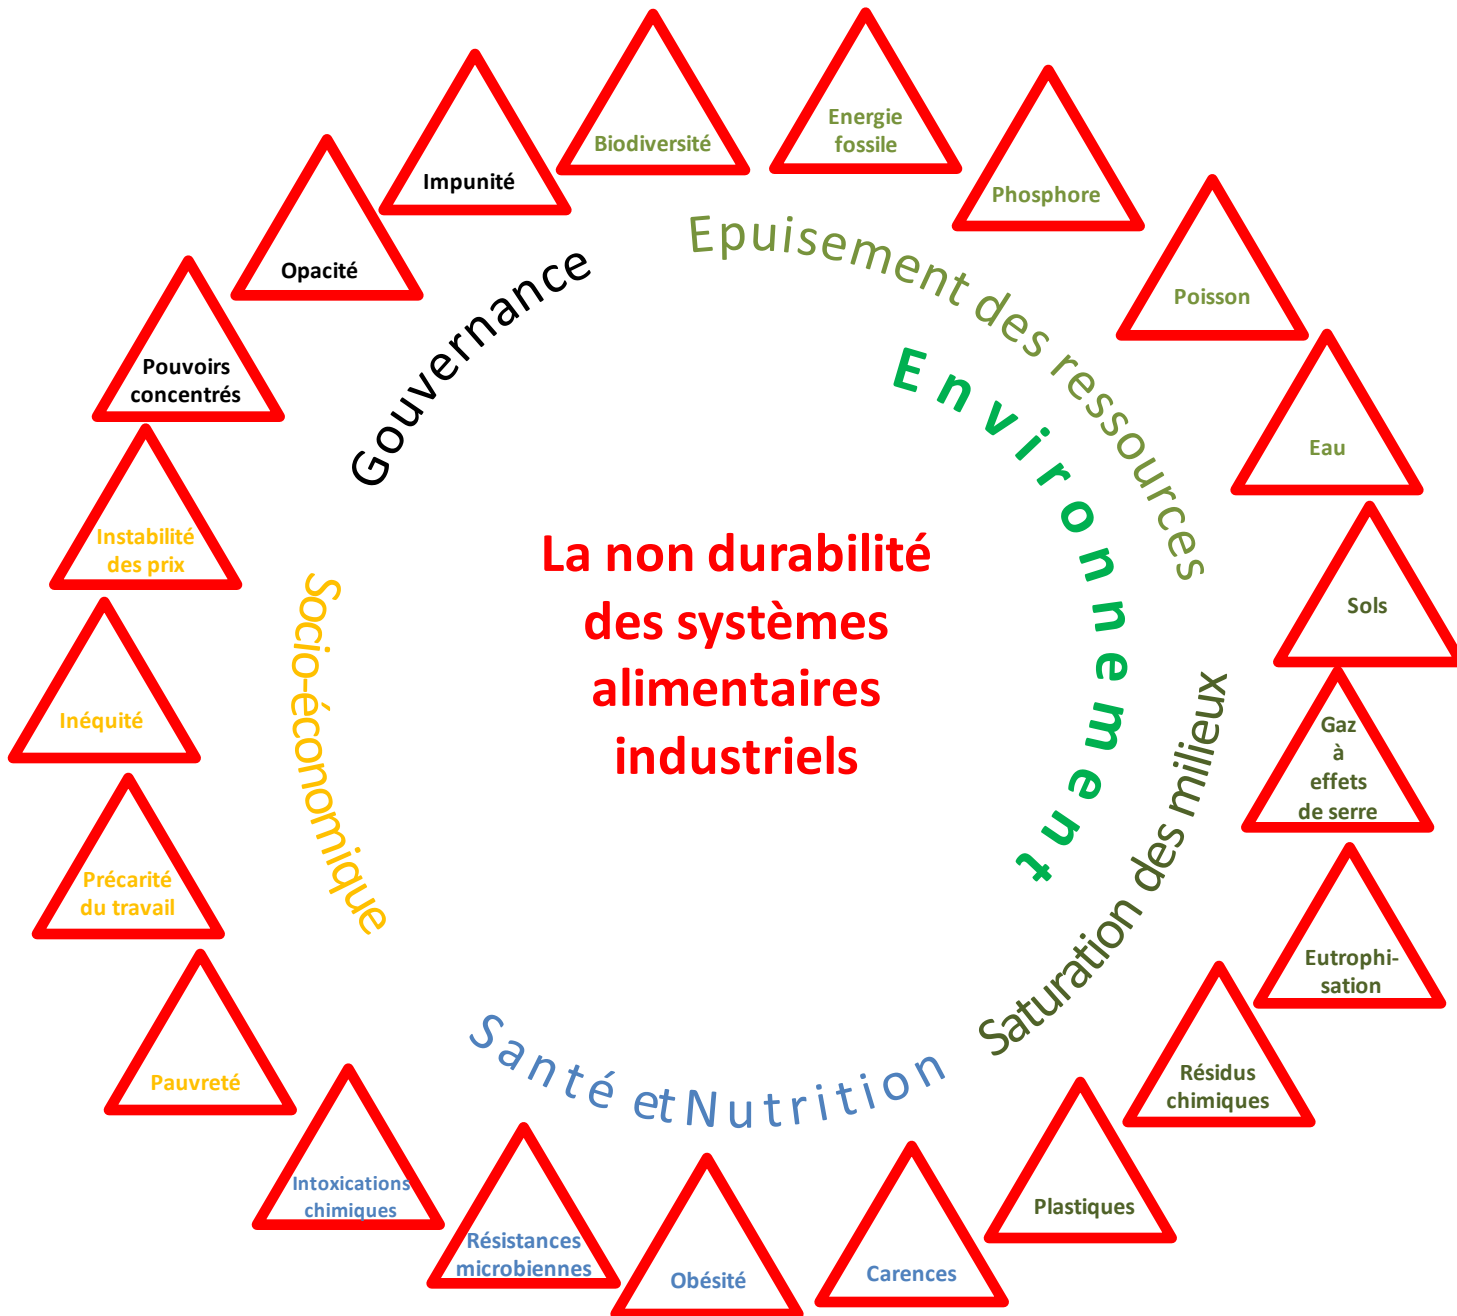 Biodiversité
Energie
fossile
Phosphore
Poisson
Eau
Sols
Gaz
à
effets
de serre
Eutrophi-
sation
Résidus
chimiques
Plastiques
Carences
Obésité
Résistances
microbiennes
Intoxications
chimiques
Pauvreté
Précarité
du travail
Inéquité
Instabilité
des prix
Pouvoirs
concentrés
Opacité
Impunité
Gouvernance
Epuisement des ressources
Environnement
Saturation des milieux
Santé et Nutrition
Socio-économique
La non durabilité
des systèmes
alimentaires
industriels